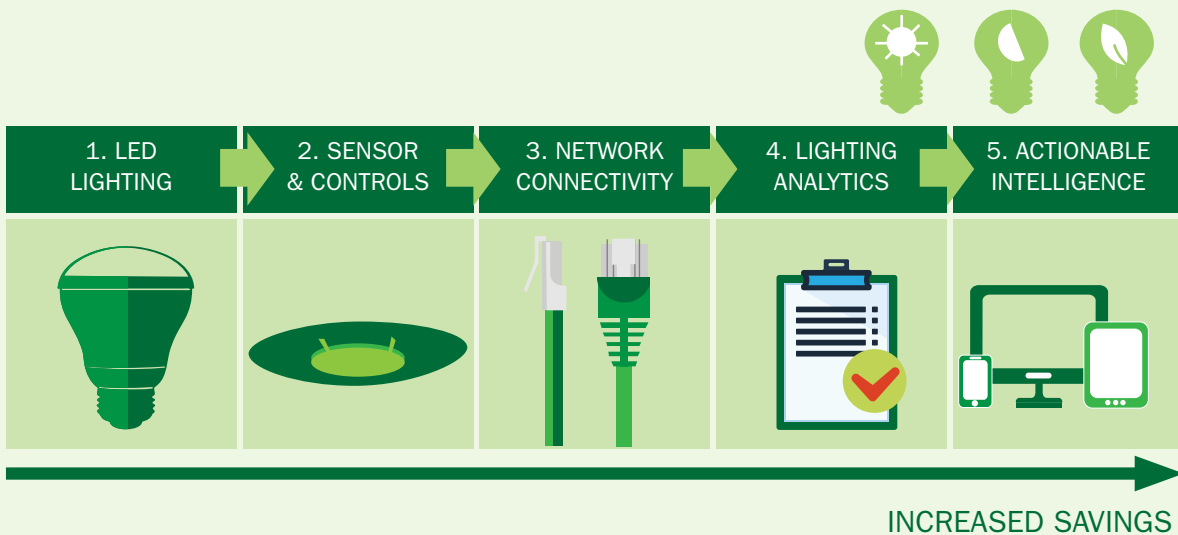 1. LED
LIGHTING
2. SENSOR
& CONTROLS
3. NETWORK
CONNECTIVITY
4. LIGHTING
ANALYTICS
5. ACTIONABLE
INTELLIGENCE
INCREASED SAVINGS